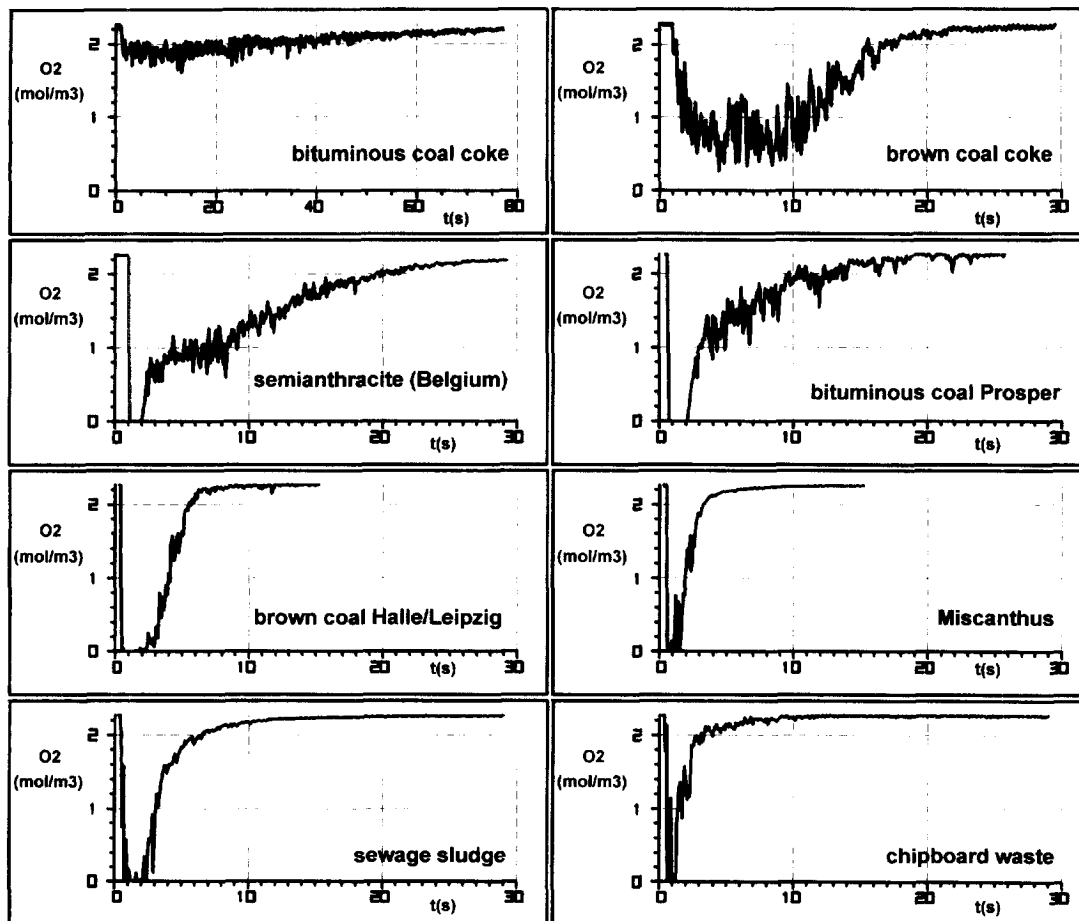 2
O2
1
(mol/m3)
bituminous coal coke
0
0 20 40 60 80
t(s)
2
O2
(mol/m3)
1
brown coal coke
0
0 10 20 30
t(s)
2
O2
(mol/m3)
1
semianthracite (Belgium)
0
0 10 20 30
t(s)
2
O2
(mol/m3)
1
bituminous coal Prosper
0
0 10 20 30
t(s)
2
O2
(mol/m3)
1
brown coal Halle/Leipzig
0
0 10 20 30
t(s)
2
O2
(mol/m3)
1
Miscanthus
0
0 10 20 30
t(s)
2
O2
(mol/m3)
1
sewage sludge
0
0 10 20 30
t(s)
2
O2
(mol/m3)
1
chipboard waste
0
0 10 20 30
t(s)